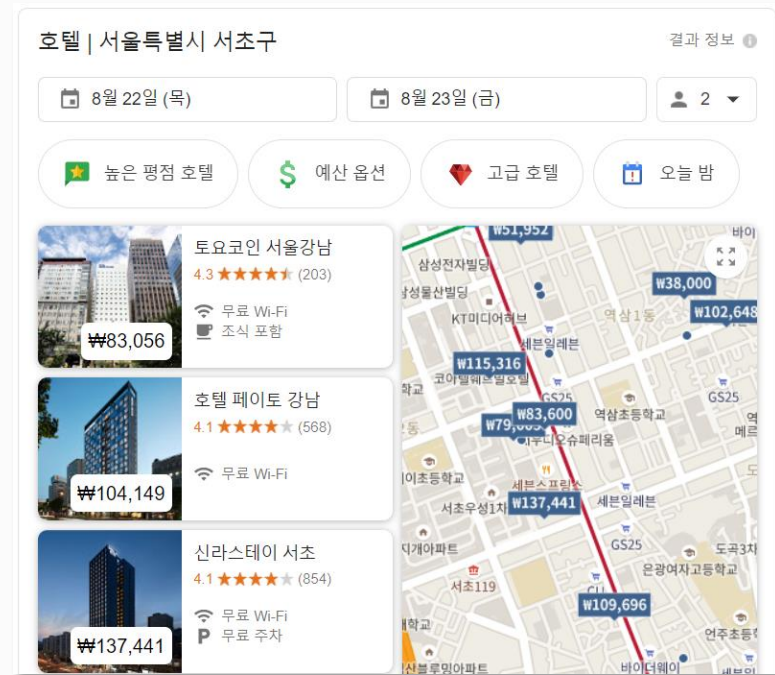 호텔 | 서울특별시 서초구
결과 정보
8월 22일 (목)
8월 23일 (금)
2
높은 평점 호텔
예산 옵션
고급 호텔
오늘 밤
토요코인 서울강남
4.3 (203)
무료 Wi-Fi
조식 포함
₩83,056
호텔 페이토 강남
4.1 (568)
무료 Wi-Fi
₩104,149
신라스테이 서초
4.1 (854)
무료 Wi-Fi
P 무료 주차
₩137,441
₩51,952
삼성전자빌딩
₩38,000
삼성물산빌딩
KT미디어허브
역삼1동
₩102,648
세븐일레븐
₩115,316
GS25
GS25
₩83,600
역삼초등학교
세븐스프링스
서초우성1차
₩137,441
세븐일레븐
GS25
도곡3차
은광여자고등학교
서초119
CU
₩109,696
언주초등
바이더웨이